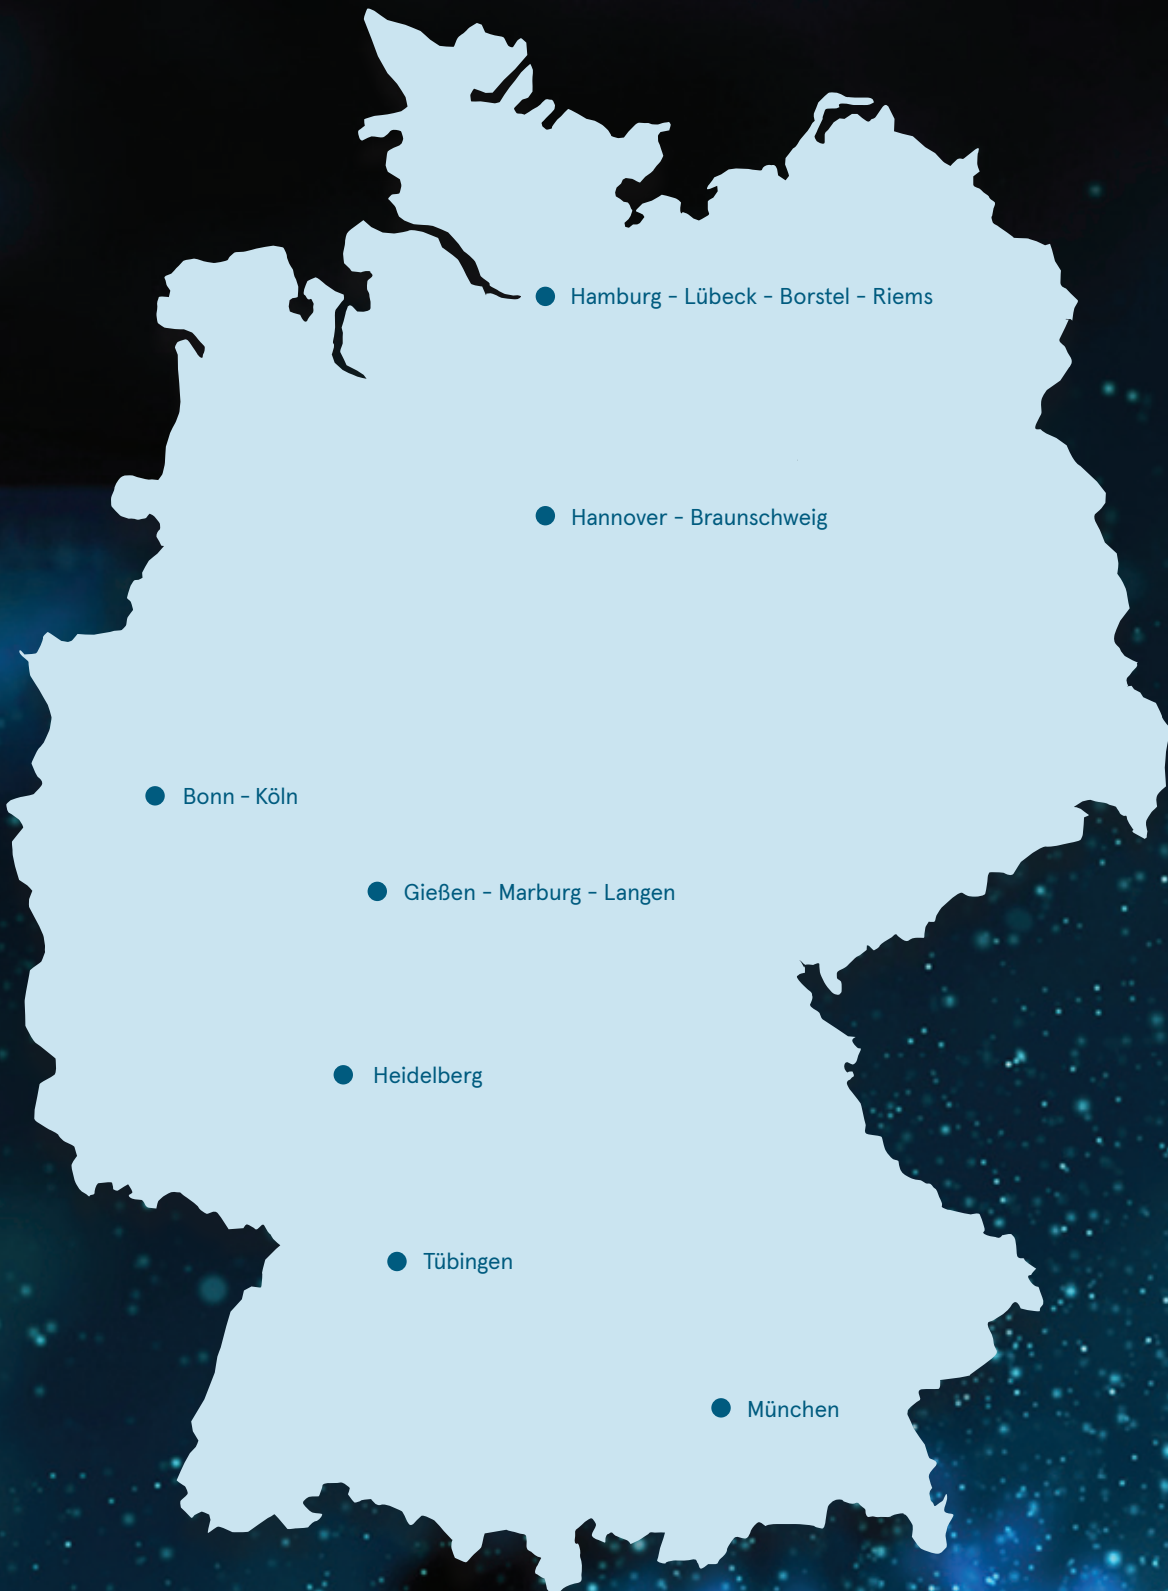 Hamburg – Lübeck – Borstel – Riems
Hannover – Braunschweig
Bonn – Köln
Gießen – Marburg – Langen
Heidelberg
Tübingen
München